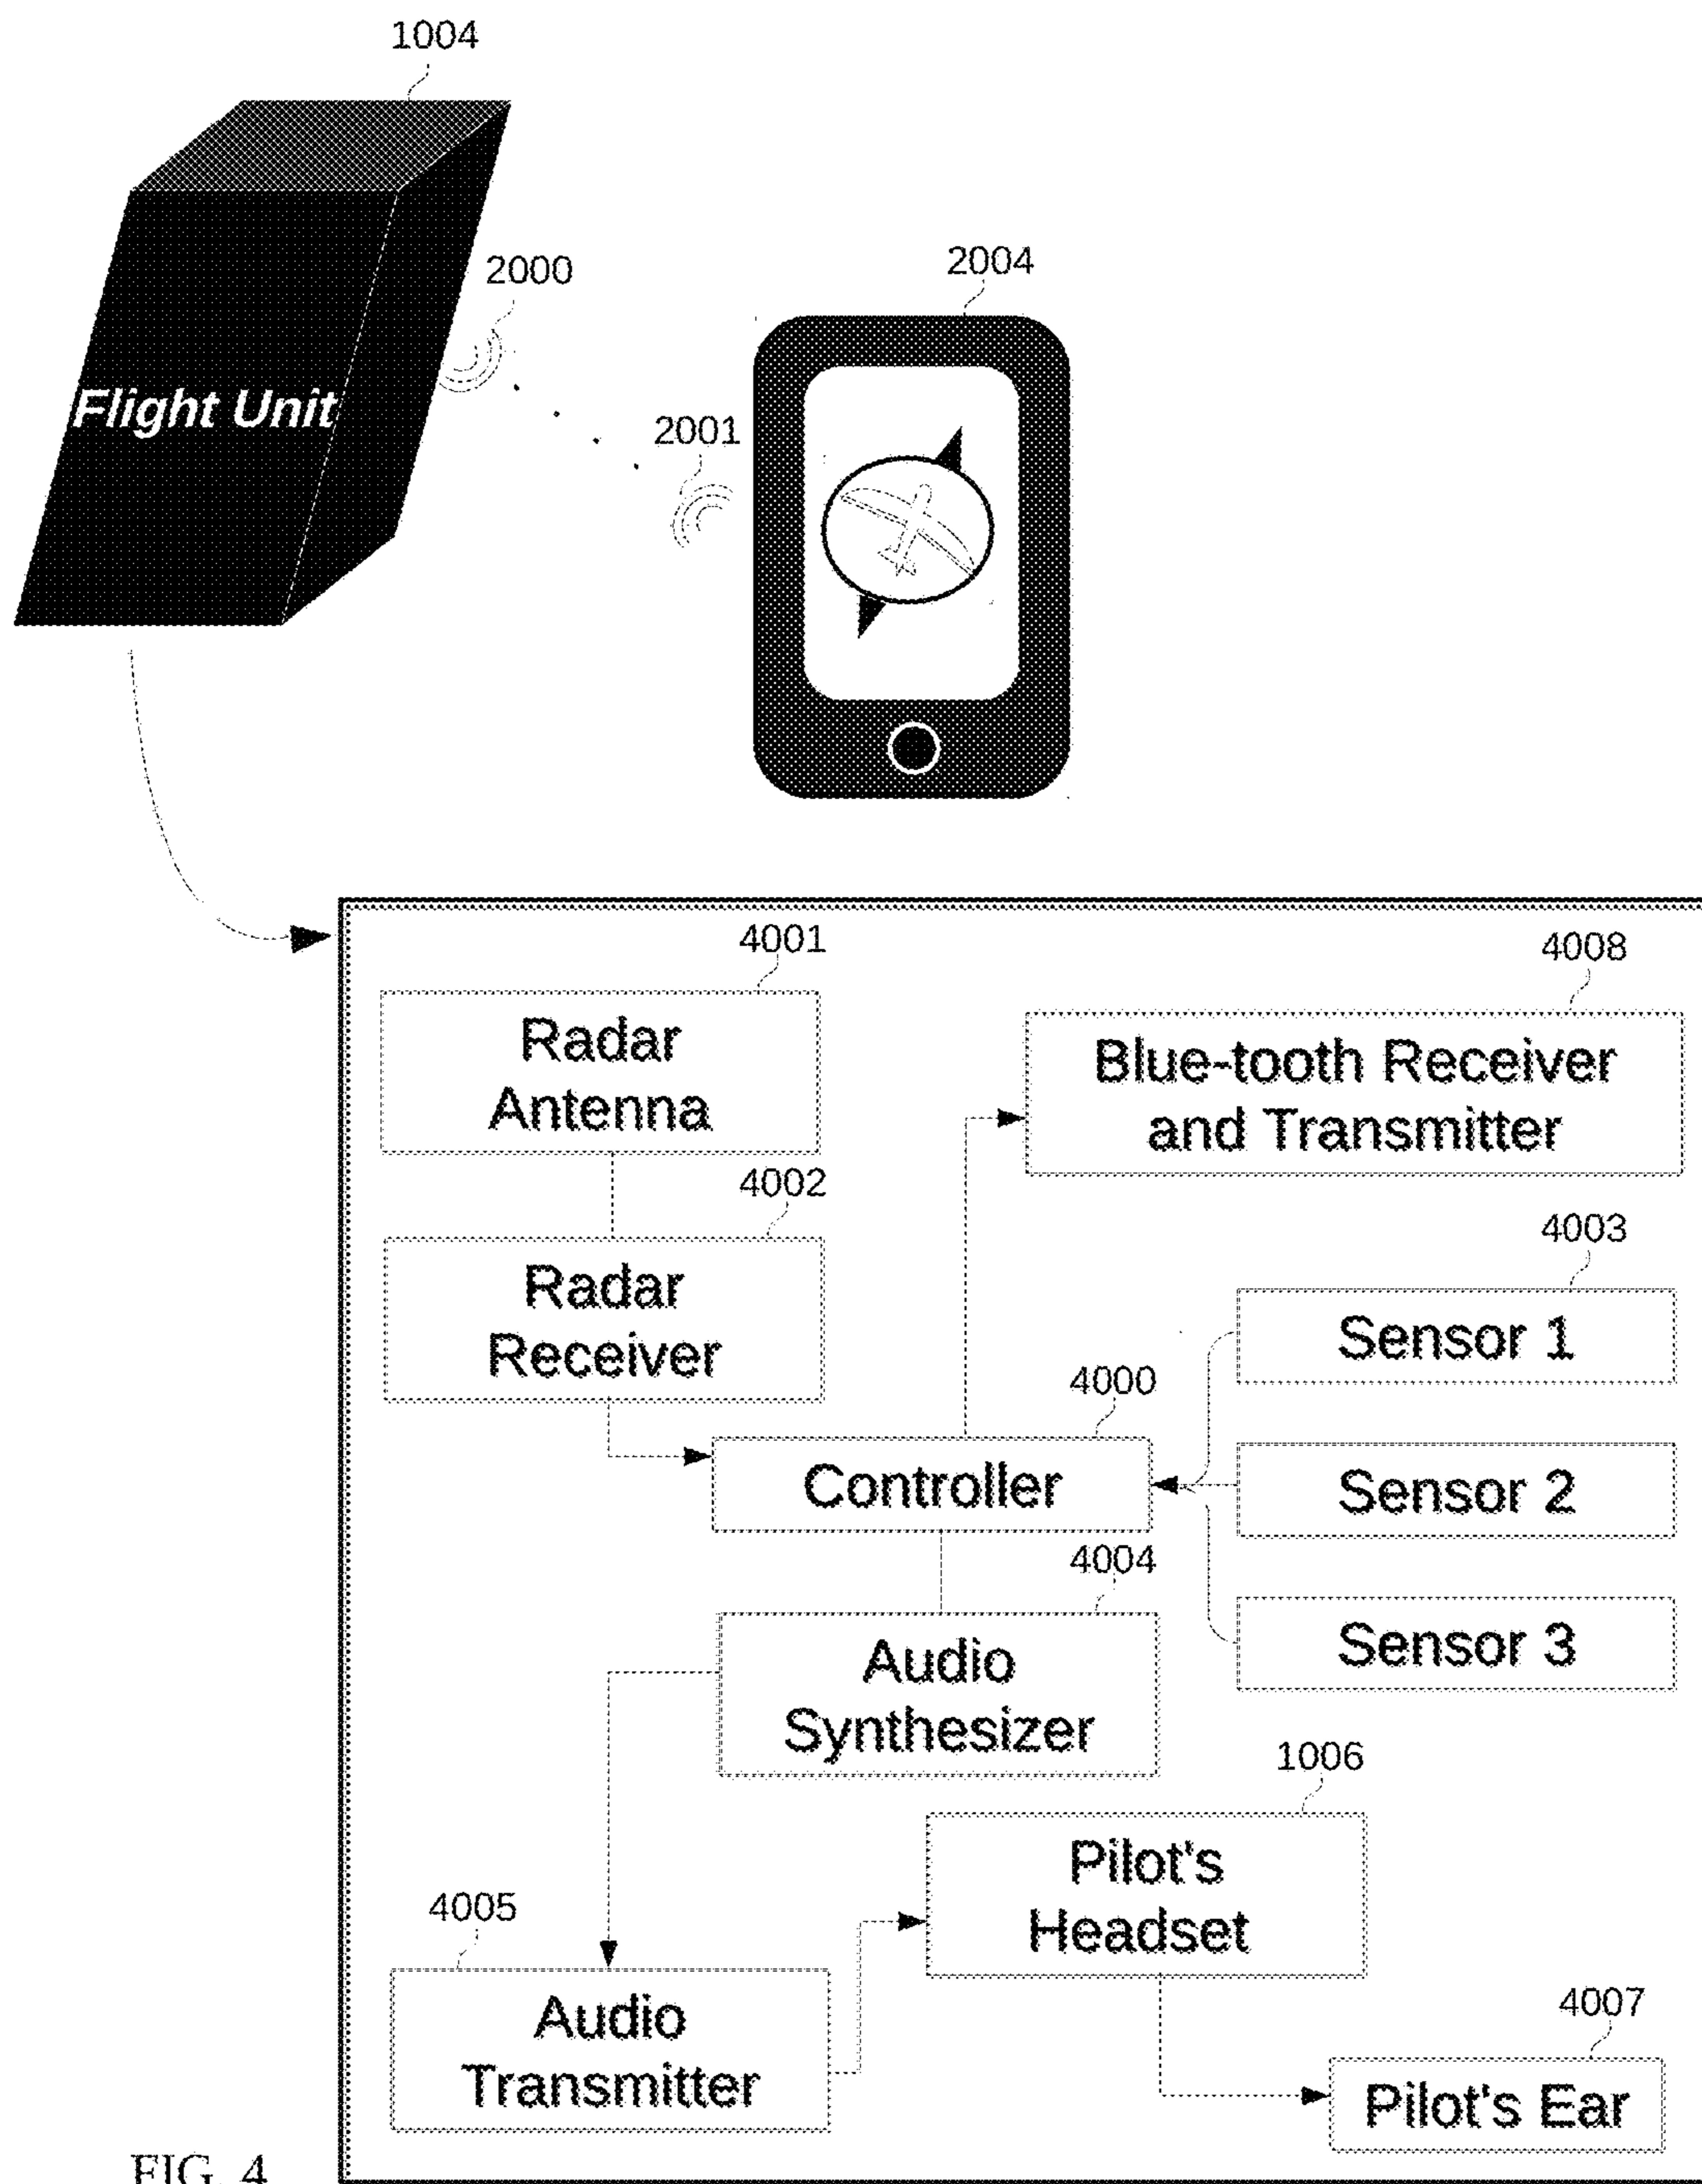 1004
2000
2004
Flight Unit
2001
4001
4008
Radar
Antenna
Blue-tooth Receiver
and Transmitter
4002
4003
Radar
Receiver
Sensor 1
4000
Controller
Sensor 2
4004
Audio
Synthesizer
Sensor 3
1006
Pilot's
Headset
4005
Audio
Transmitter
4007
Pilot's Ear
FIG. 4